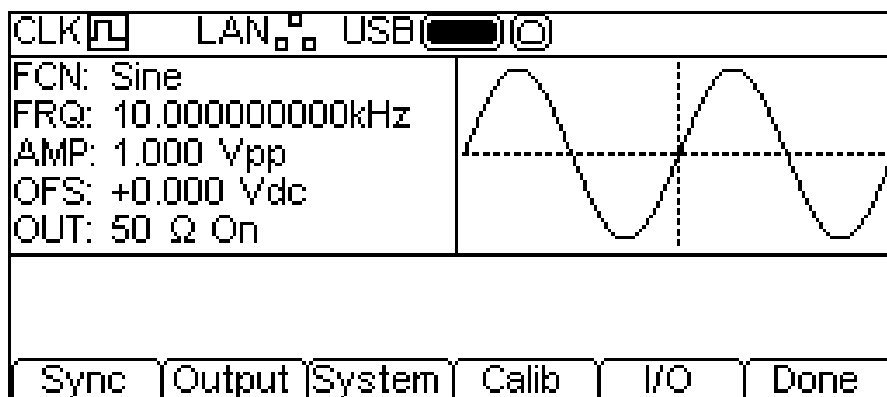 CLK LAN USB
FCN: Sine
FRQ: 10.000000000kHz
AMP: 1.000 Vpp
OFS: +0.000 Vdc
OUT: 50 Ω On
Sync Output System Calib I/O Done